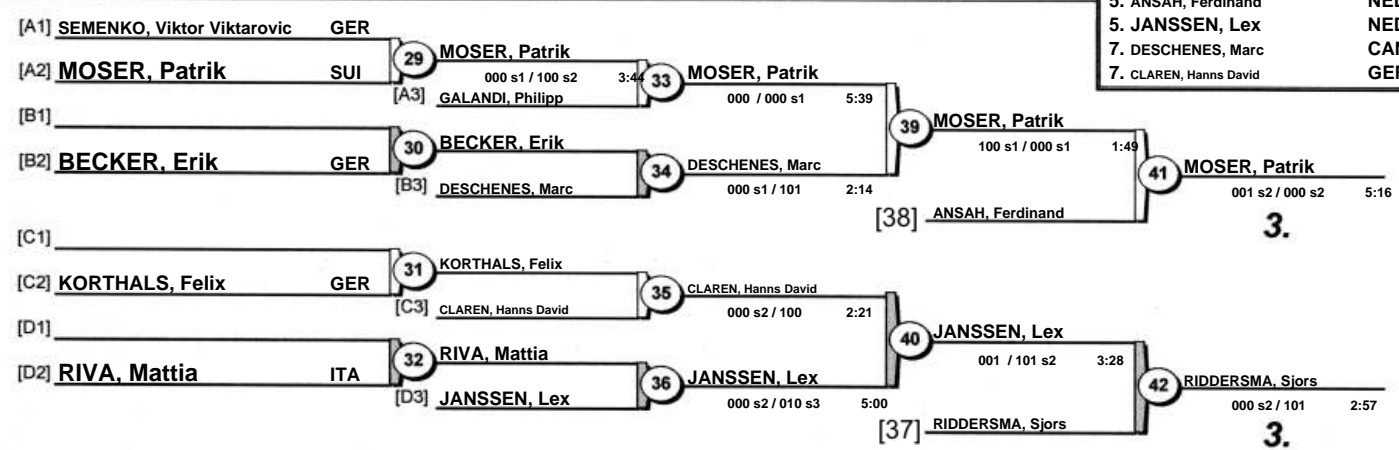 5. ANSAH, Ferdinand
5. JANSSEN, Lex
7. DESCHENES, Marc
7. CLAREN, Hanns David
[A1] SEMENKO, Viktor Viktarovic GER
[A2] MOSER, Patrik SUI
29
MOSER, Patrik
000 s1 / 100 s2 3:44
[A3] GALANDI, Philipp
33
MOSER, Patrik
000 /000 s1 5:39
[B1]
[B2] BECKER, Erik GER
30
BECKER, Erik
[B3] DESCHENES, Marc
34
DESCHENES, Marc
000 s1 / 101 2:14
39
MOSER, Patrik
100 s1 / 000 s1 1:49
[38] ANSAH, Ferdinand
41
MOSER, Patrik
001 s2 / 000 s2 5:16
3.
[C1]
[C2] KORTHALS, Felix GER
31
KORTHALS, Felix
[C3] CLAREN, Hanns David
35
CLAREN, Hanns David
000 s2 / 100 2:21
[D1]
[D2] RIVA, Mattia ITA
32
RIVA, Mattia
[D3] JANSSEN, Lex
36
JANSSEN, Lex
000 s2 / 010 s3 5:00
40
JANSSEN, Lex
001 / 101 s2 3:28
[37] RIDDERSMA, Sjors
42
RIDDERSMA, Sjors
000 s2 / 101 2:57
3.